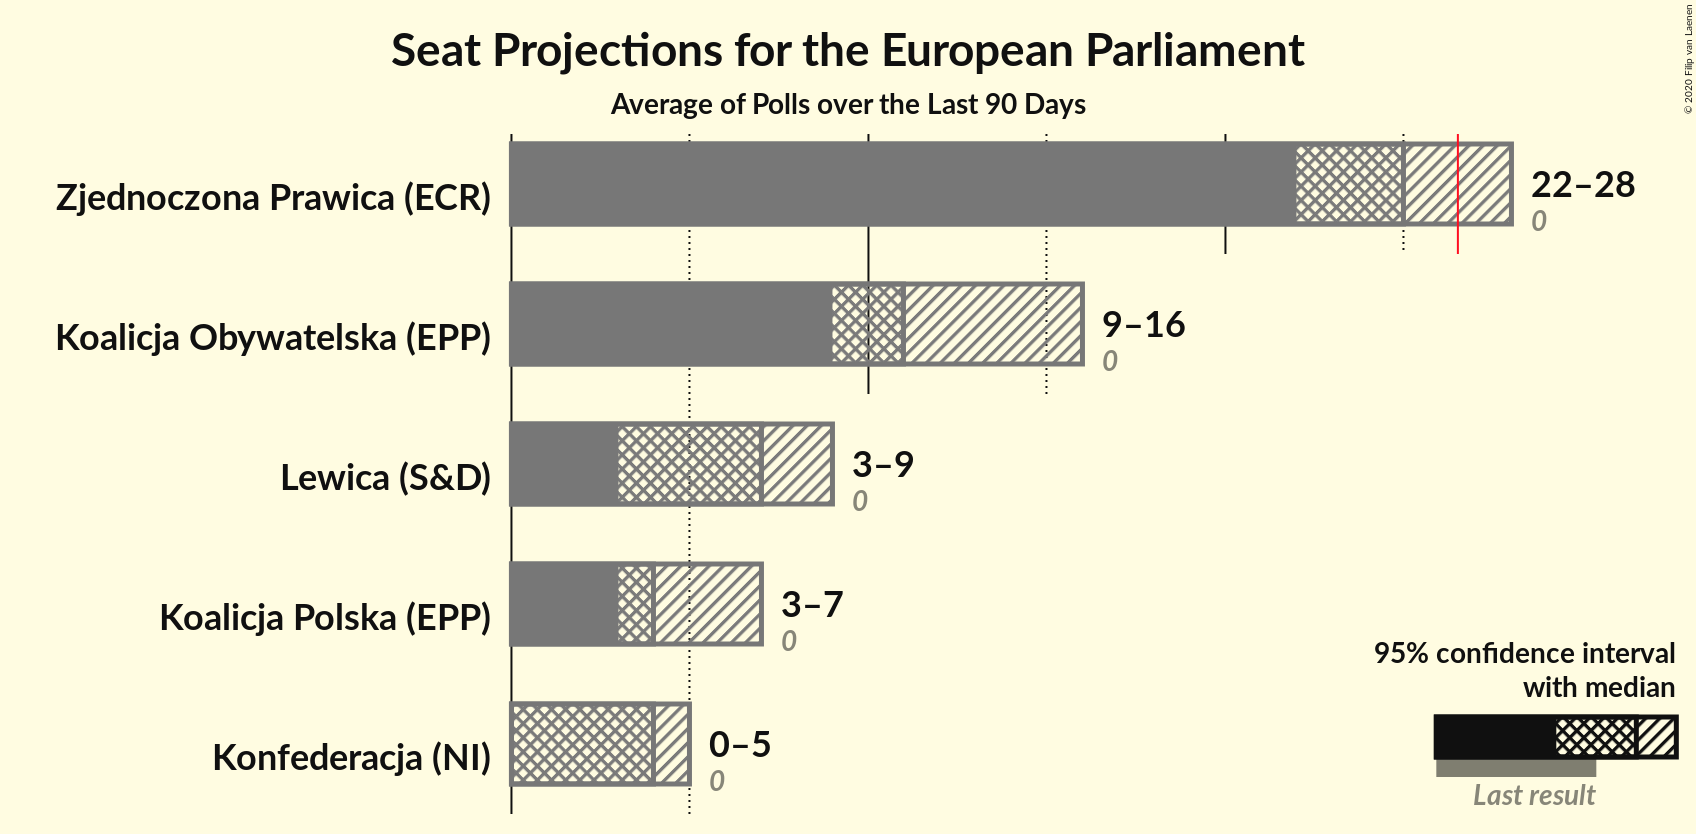 Seat Projections for the European Parliament
Average of Polls over the Last 90 Days
© 2020 Filip van Laenen
Zjednoczona Prawica (ECR)
22–28
0
Koalicja Obywatelska (EPP)
9–16
0
Lewica (S&D)
3–9
0
Koalicja Polska (EPP)
3–7
0
Konfederacja (NI)
0–5
0
95% confidence interval
with median
Last result